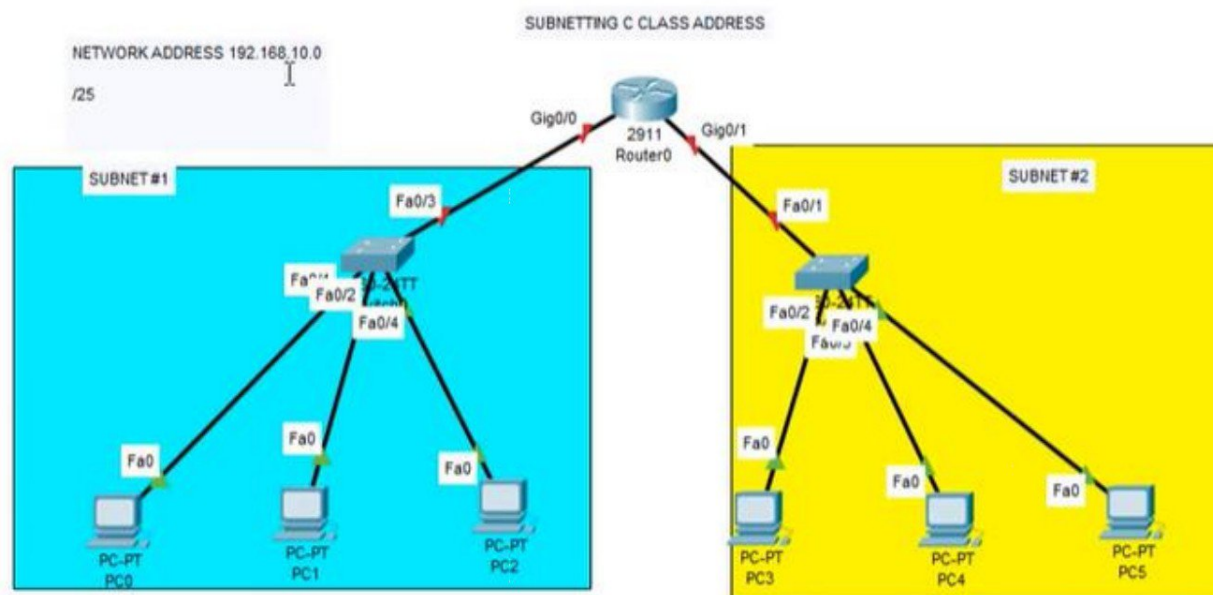 SUBNETTING C CLASS ADDRESS
NETWORK ADDRESS 192.168.10.0
/25
Gig0/0
2911
Router0
Gig0/1
SUBNET #1
SUBNET #2
Fa0/3
Fa0/1
Fa0/2
Fa0/4
Fa0/2
Fa0/4
Fa0
Fa0
Fa0
Fa0
Fa0
Fa0
PC-PT
PC0
PC-PT
PC1
PC-PT
PC2
PC-PT
PC3
PC-PT
PC4
PC-PT
PC5